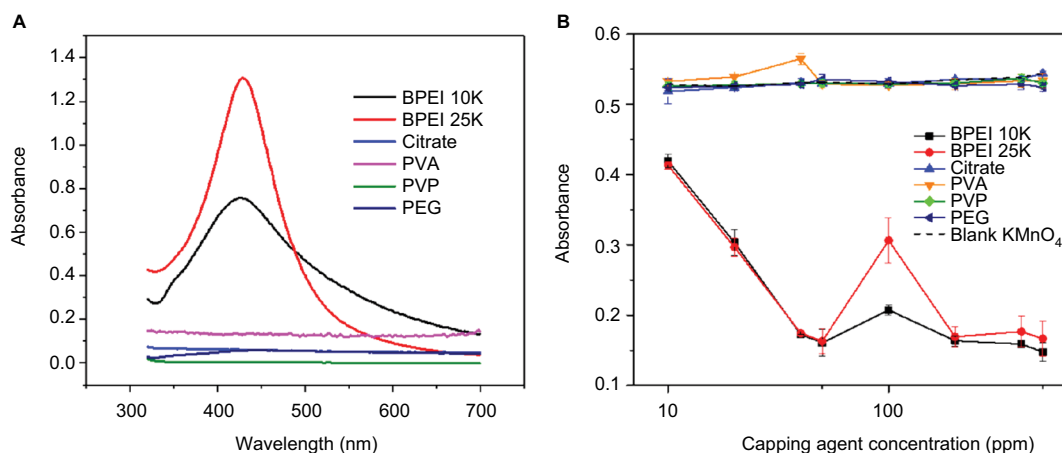 A
1.4
1.2
1.0
0.8
0.6
0.4
0.2
0.0
Absorbance
300
400
500
600
700
Wavelength (nm)
BPEI 10K
BPEI 25K
Citrate
PVA
PVP
PEG
B
0.6
0.5
0.4
0.3
0.2
0.1
Absorbance
10
100
Capping agent concentration (ppm)
BPEI 10K
BPEI 25K
Citrate
PVA
PVP
PEG
Blank KMnO₄